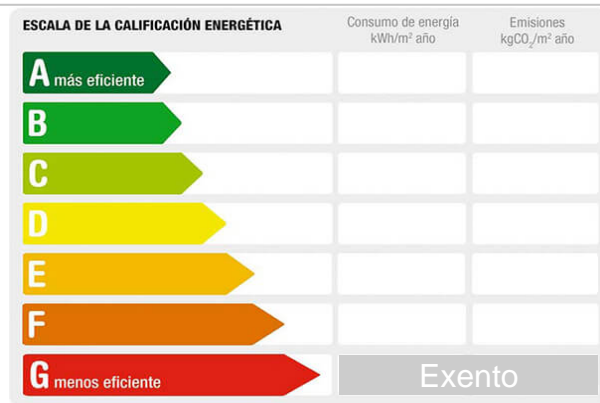 ESCALA DE LA CALIFICACIÓN ENERGÉTICA
Consumo de energía
kWh/m² año
Emisiones
kgCO₂/m² año
A más eficiente
B
C
D
E
F
G menos eficiente
Exento